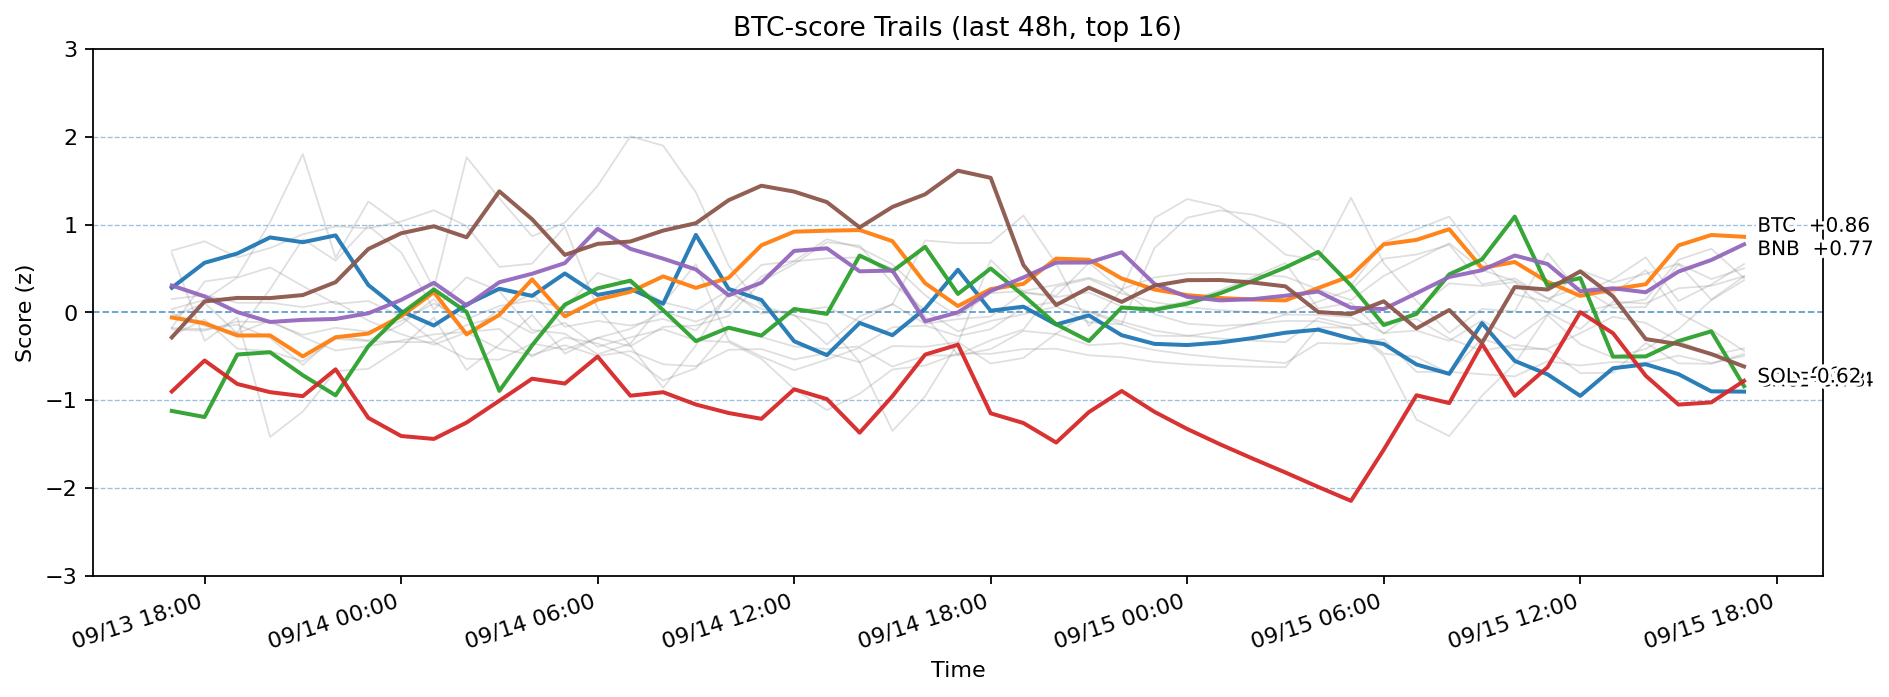 BTC-score Trails (last 48h, top 16)
3
2
1
0
−1
−2
−3
Score (z)
BTC +0.86
BNB +0.77
SOL -0.62
09/13 18:00
09/14 00:00
09/14 06:00
09/14 12:00
09/14 18:00
09/15 00:00
09/15 06:00
09/15 12:00
09/15 18:00
Time